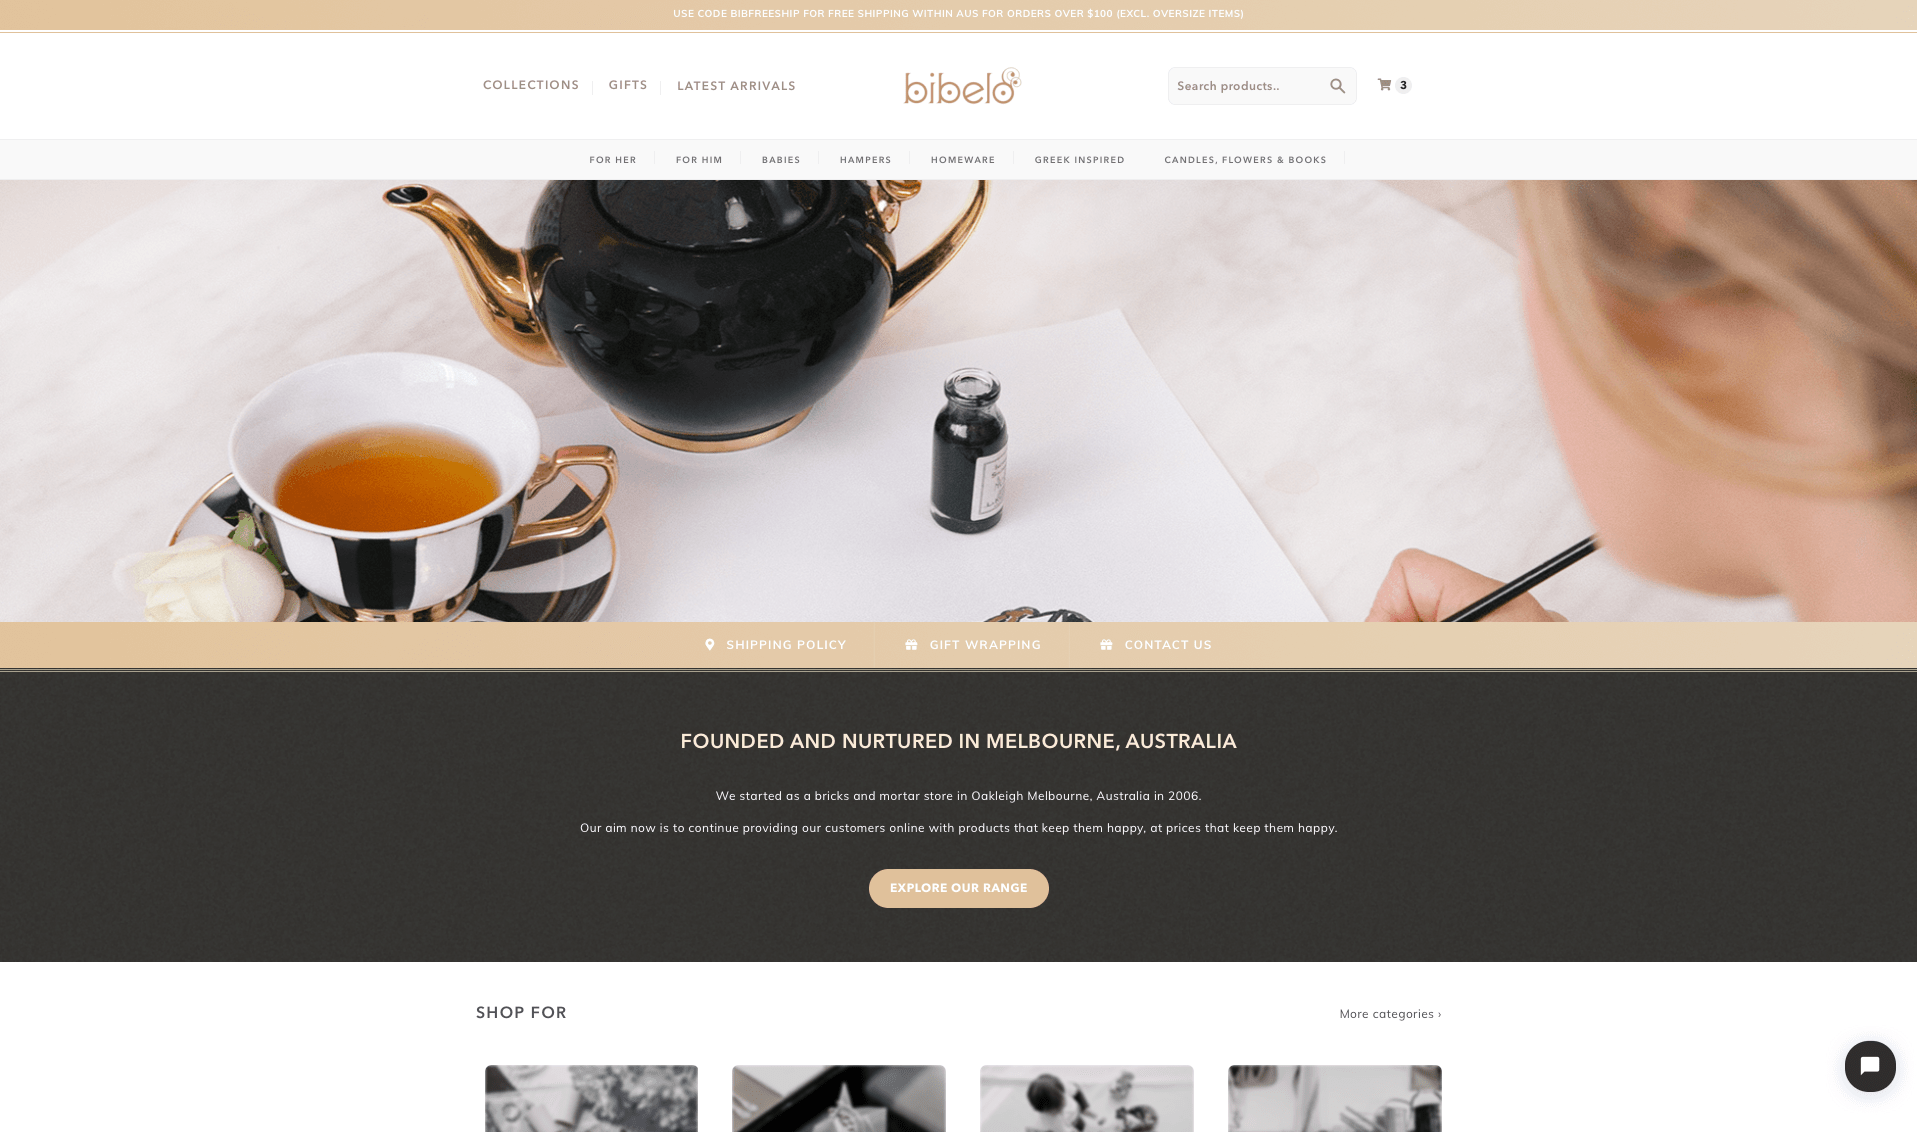 USE CODE BIBFREESHIP FOR FREE SHIPPING WITHIN AUS FOR ORDERS OVER $100 (EXCL. OVERSIZE ITEMS)
COLLECTIONS
GIFTS
LATEST ARRIVALS
bibelo
Search products..
3
FOR HER
FOR HIM
BABIES
HAMPERS
HOMEWARE
GREEK INSPIRED
CANDLES, FLOWERS & BOOKS
SHIPPING POLICY
GIFT WRAPPING
CONTACT US
FOUNDED AND NURTURED IN MELBOURNE, AUSTRALIA
We started as a bricks and mortar store in Oakleigh Melbourne, Australia in 2006.
Our aim now is to continue providing our customers online with products that keep them happy, at prices that keep them happy.
EXPLORE OUR RANGE
SHOP FOR
More categories ›